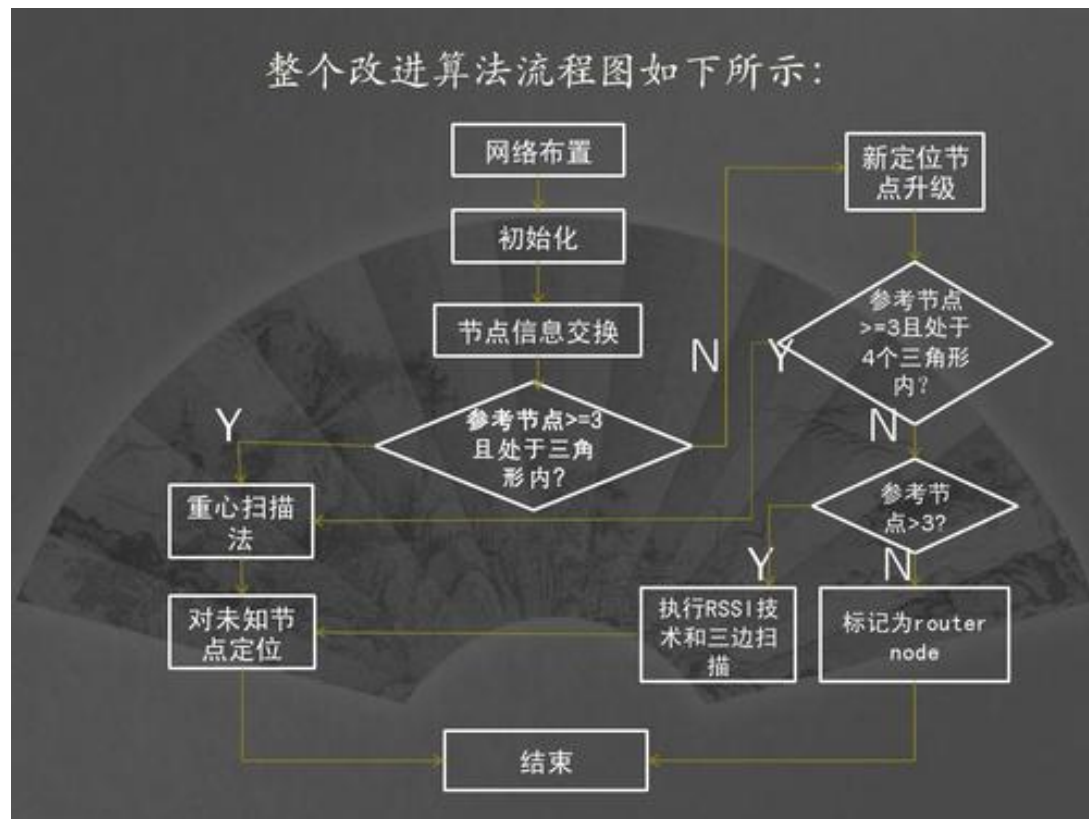 整个改进算法流程图如下所示:
网络布置
初始化
节点信息交换
参考节点>=3
且处于三角
形内?
Y
N
重心扫描
法
对未知节
点定位
新定位节
点升级
参考节点
>=3且处于
4个三角形
内?
Y
N
参考节
点>3?
Y
N
执行RSSI技
术和三边扫
描
标记为router
node
结束